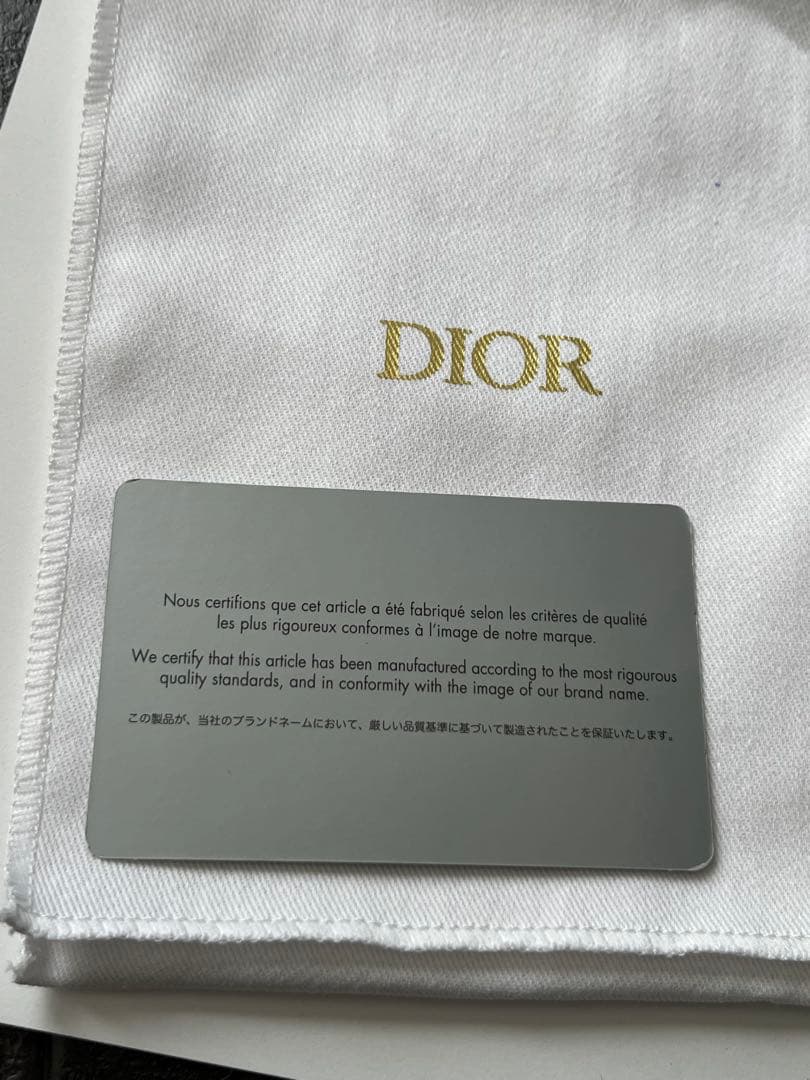 DIOR
Nous certifions que cet article a été fabriqué selon les critères de qualité
les plus rigoureux conformes à l'image de notre marque.
We certify that this article has been manufactured according to the most rigourous
quality standards, and in conformity with the image of our brand name.
この製品が、当社のブランドネームにおいて、厳しい品質基準に基づいて製造されたことを保証いたします。